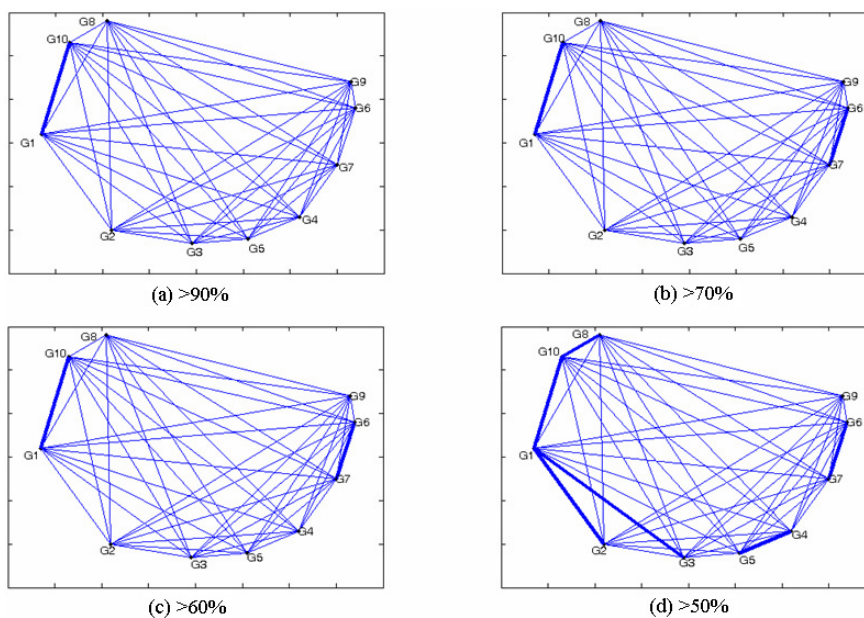 G8 G8
G10 G10
G9 G9
G6 G6
G1 G1
G7 G7
G4 G4
G2 G2
G3 G5 G3 G5
(a) >90% (b) >70%
G8 G8
G10 G10
G9 G9
G6 G6
G1 G1
G7 G7
G4 G4
G2 G2
G3 G5 G3 G5
(c) >60% (d) >50%